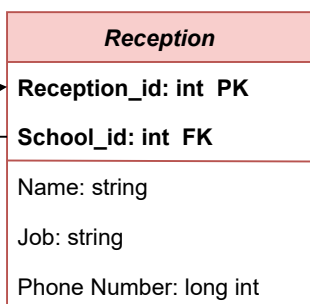 Reception
Reception_id: int PK
School_id: int FK
Name: string
Job: string
Phone Number: long int